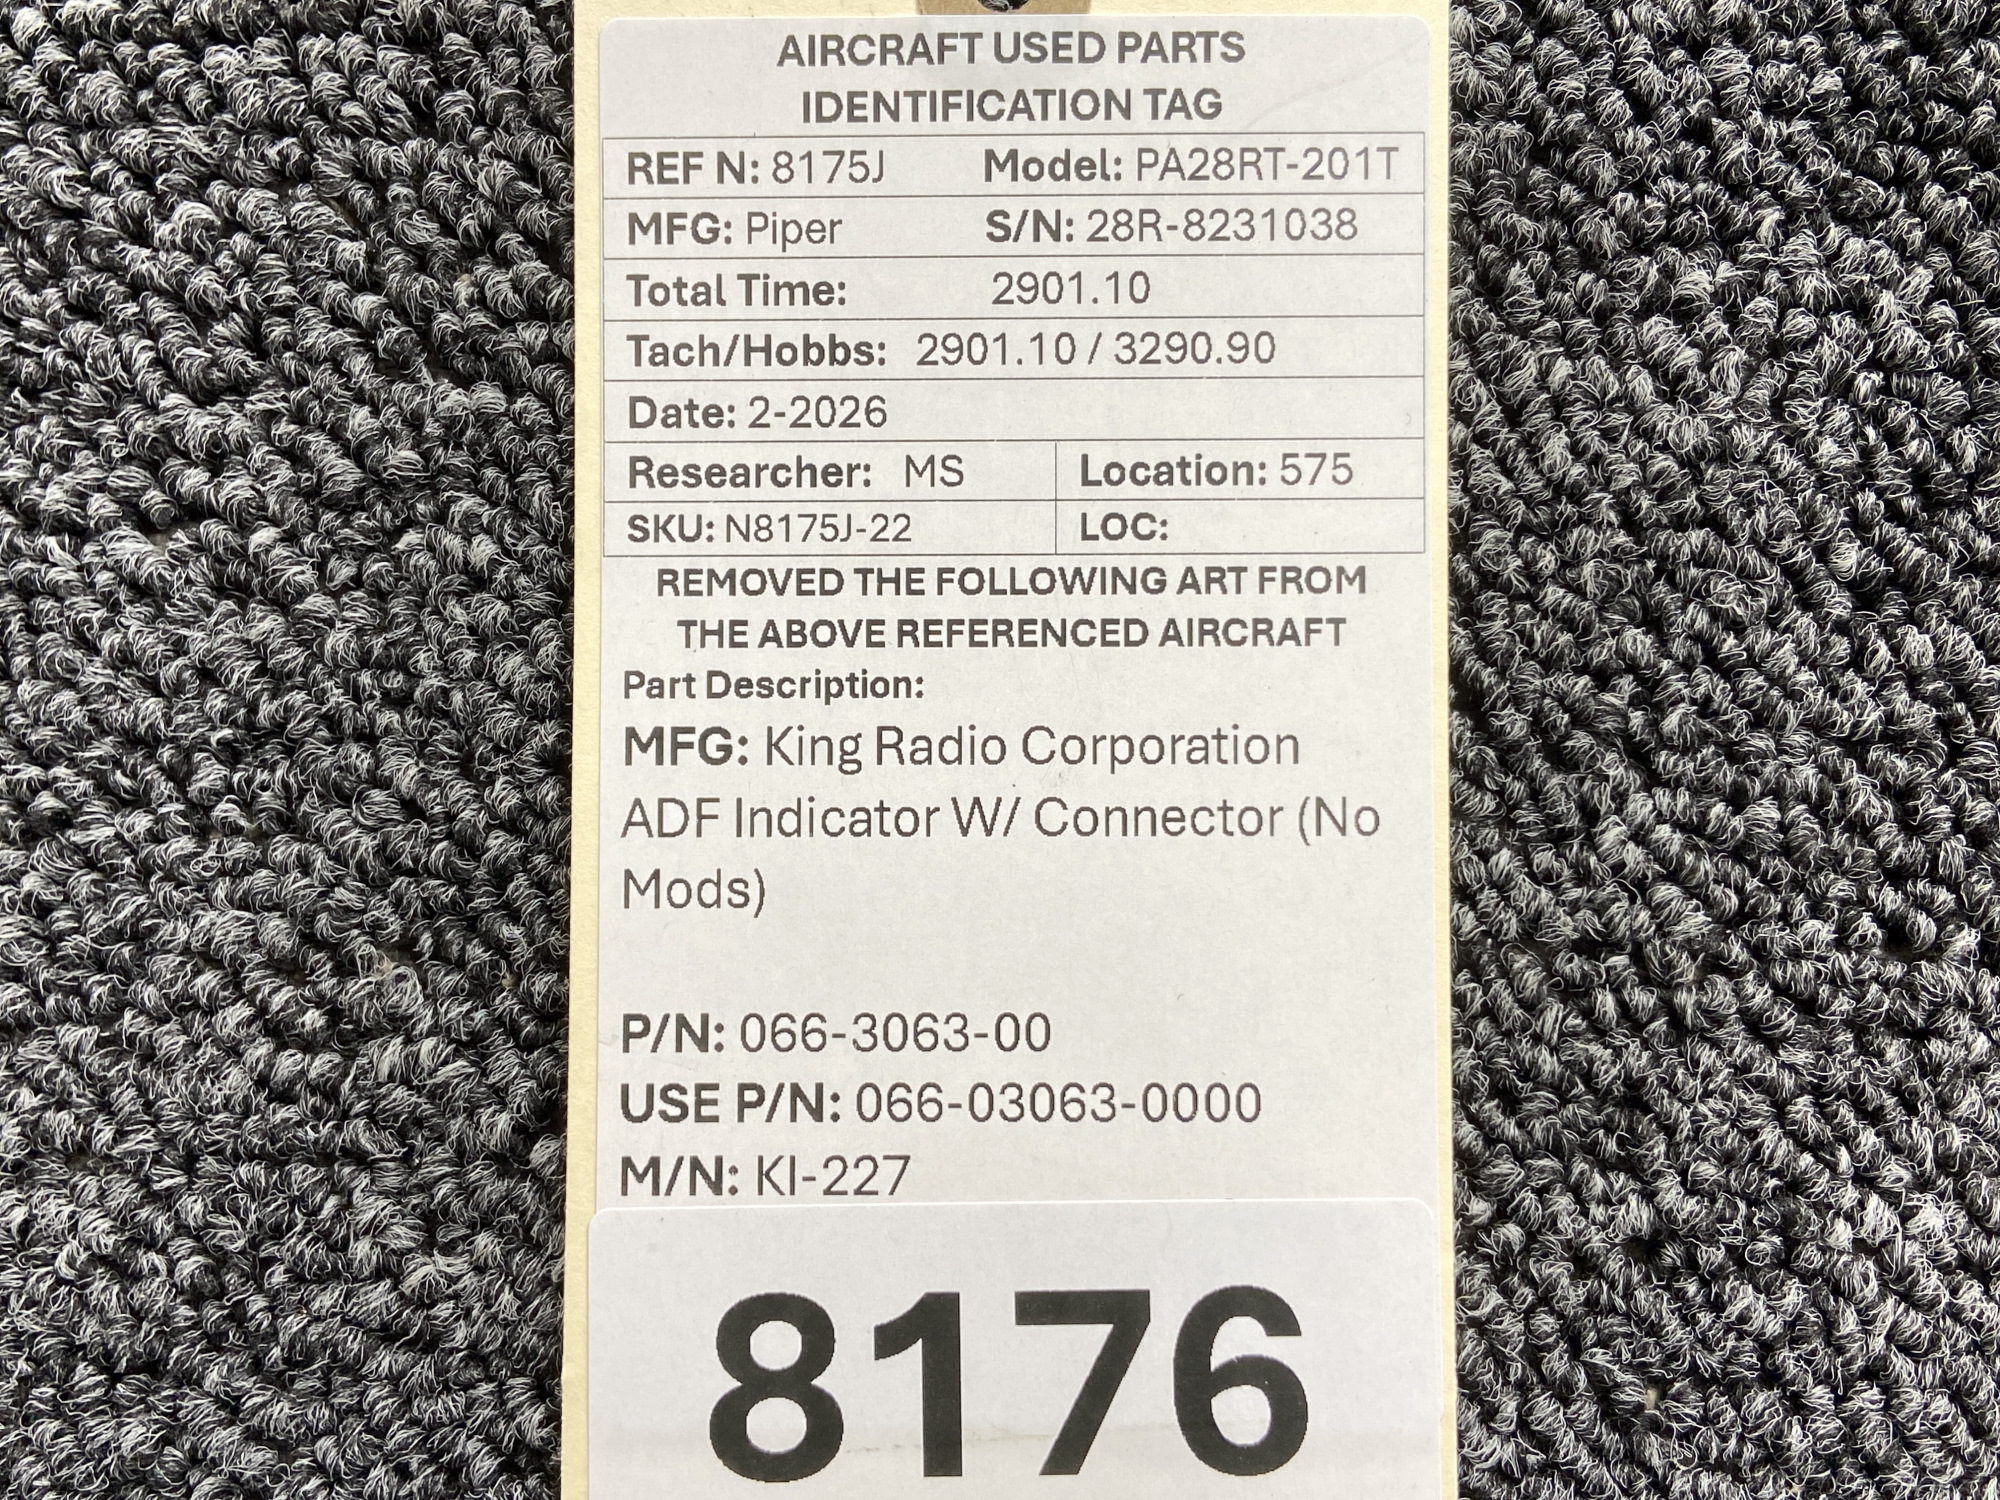 AIRCRAFT USED PARTS
IDENTIFICATION TAG
REF N: 8175J Model: PA28RT-201T
MFG: Piper S/N: 28R-8231038
Total Time: 2901.10
Tach/Hobbs: 2901.10 / 3290.90
Date: 2-2026
Researcher: MS Location: 575
SKU: N8175J-22 LOC:
REMOVED THE FOLLOWING ART FROM
THE ABOVE REFERENCED AIRCRAFT
Part Description:
MFG: King Radio Corporation
ADF Indicator W/ Connector (No
Mods)
P/N: 066-3063-00
USE P/N: 066-03063-0000
M/N: KI-227
8176